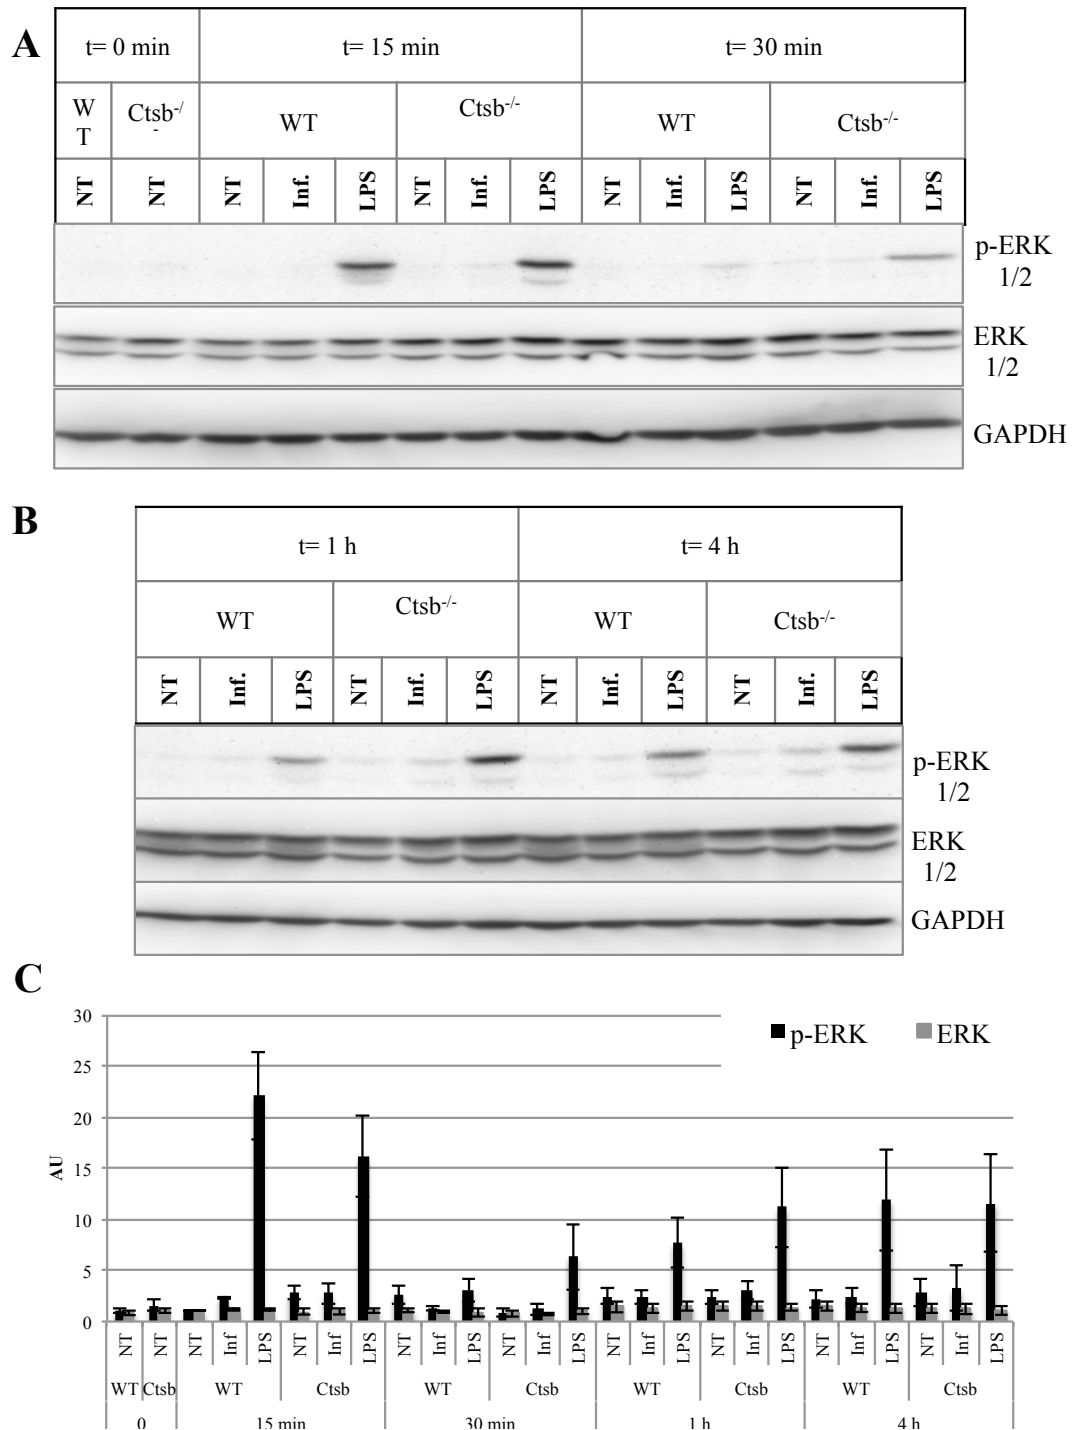 A
t= 0 min t= 15 min t= 30 min
W
T
Ctsb-/
-
WT Ctsb-/- WT Ctsb-/-
NT NT NT Inf. LPS NT Inf. LPS NT Inf. LPS NT Inf. LPS
p-ERK
1/2
ERK
1/2
GAPDH
B
t= 1 h t= 4 h
WT Ctsb-/- WT Ctsb-/-
NT Inf. LPS NT Inf. LPS NT Inf. LPS NT Inf. LPS
p-ERK
1/2
ERK
1/2
GAPDH
C
30
25
20
15
10
5
0
AU
p-ERK ERK
NT NT NT Inf LPS NT Inf LPS NT Inf LPS NT Inf LPS NT Inf LPS NT Inf LPS NT Inf LPS NT Inf LPS
WT Ctsb WT Ctsb WT Ctsb WT Ctsb WT Ctsb
0 15 min 30 min 1 h 4 h